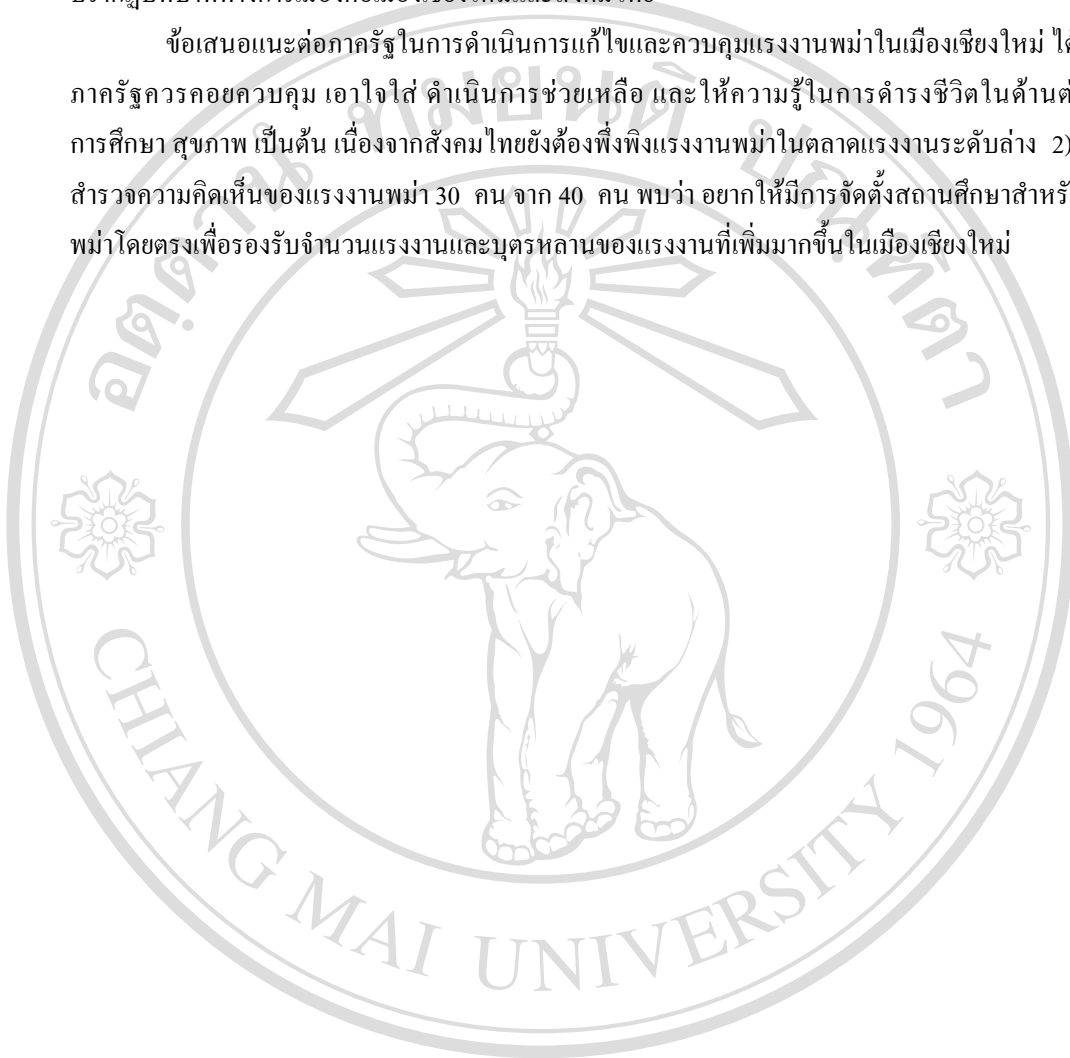 ข้อเสนอแนะต่อภาครัฐในการดำเนินการแก้ไขและควบคุมแรงงานพม่าในเมืองเชียงใหม่
ภาครัฐควรคอยควบคุม เอาใจใส่ ดำเนินการช่วยเหลือ และให้ความรู้ในการดำรงชีวิตในด้าน
การศึกษา สุขภาพ เป็นต้น เนื่องจากสังคมไทยยังต้องพึ่งพิงแรงงานพม่าในตลาดแรงงานระดับล่าง 2)
สำรวจความคิดเห็นของแรงงานพม่า 30 คน จาก 40 คน พบว่า อยากให้มีการจัดตั้งสถานศึกษา
พม่าโดยตรงเพื่อรองรับจำนวนแรงงานและบุตรหลานของแรงงานที่เพิ่มมากขึ้นในเมืองเชียงใหม่
อตฺตานํ ทมยนฺติ ปณฺฑิตา
CHIANG MAI UNIVERSITY 1964